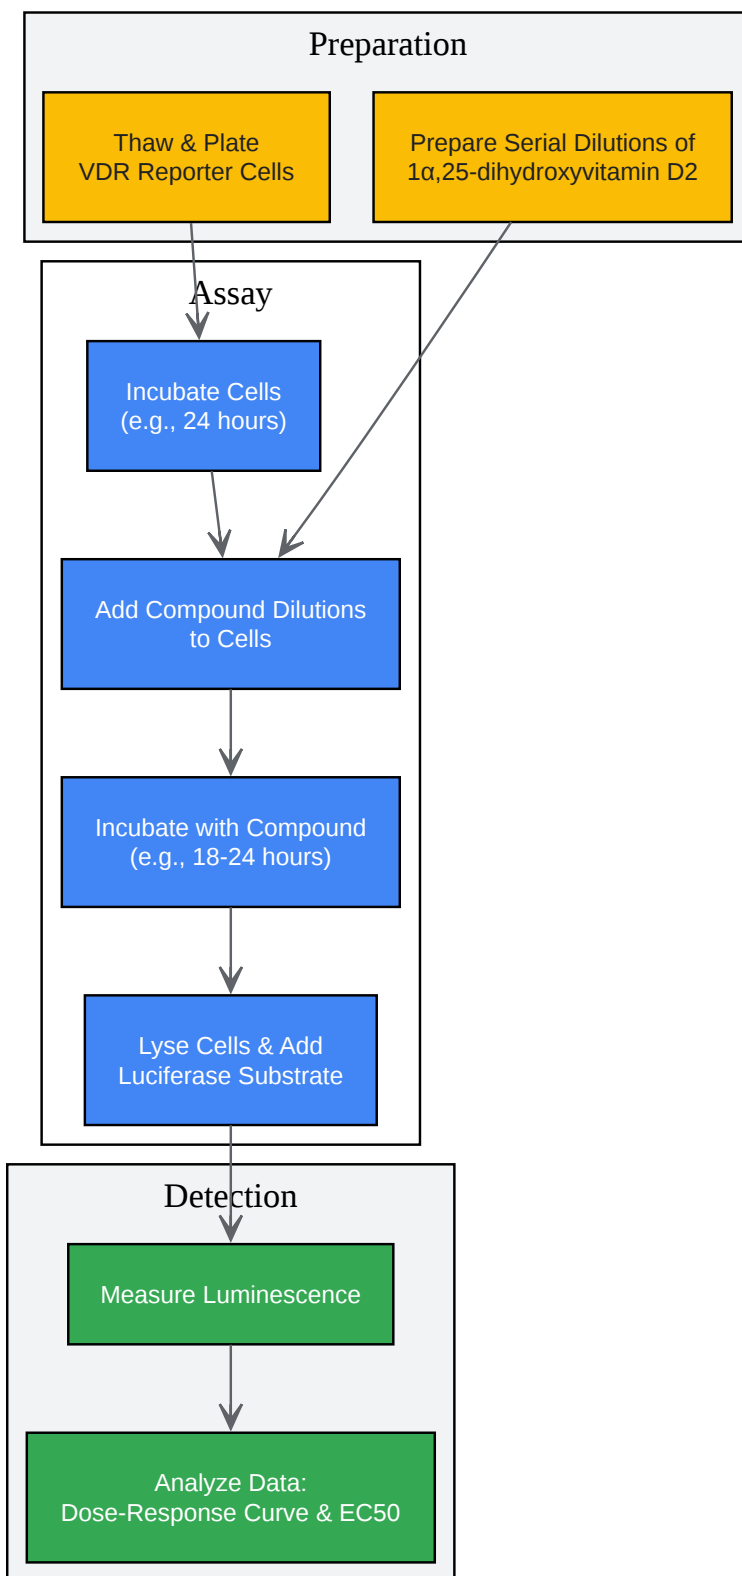 Preparation
Thaw & Plate
VDR Reporter Cells
Prepare Serial Dilutions of
1α,25-dihydroxyvitamin D2
Assay
Incubate Cells
(e.g., 24 hours)
Add Compound Dilutions
to Cells
Incubate with Compound
(e.g., 18-24 hours)
Lyse Cells & Add
Luciferase Substrate
Detection
Measure Luminescence
Analyze Data:
Dose-Response Curve & EC50